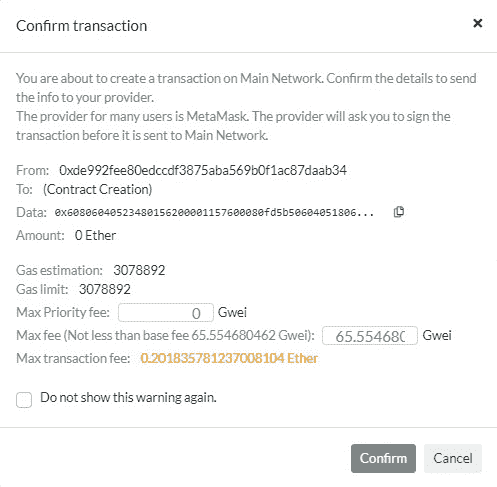 Confirm transaction
×
You are about to create a transaction on Main Network. Confirm the details to send
the info to your provider.
The provider for many users is MetaMask. The provider will ask you to sign the
transaction before it is sent to Main Network.
From: 0xde992fee80edccdf3875aba569b0f1ac87daab34
To: (Contract Creation)
Data: 0x60806040523480156200001157600080fd5b50604051806...
Amount: 0 Ether
Gas estimation: 3078892
Gas limit: 3078892
Max Priority fee: 0 Gwei
Max fee (Not less than base fee 65.554680462 Gwei): 65.55468( Gwei
Max transaction fee: 0.201835781237008104 Ether
Do not show this warning again.
Confirm Cancel